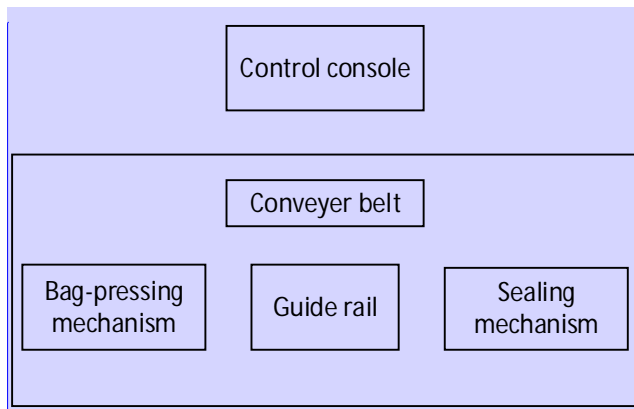 Control console
Conveyer belt
Bag-pressing
mechanism
Guide rail
Sealing
mechanism